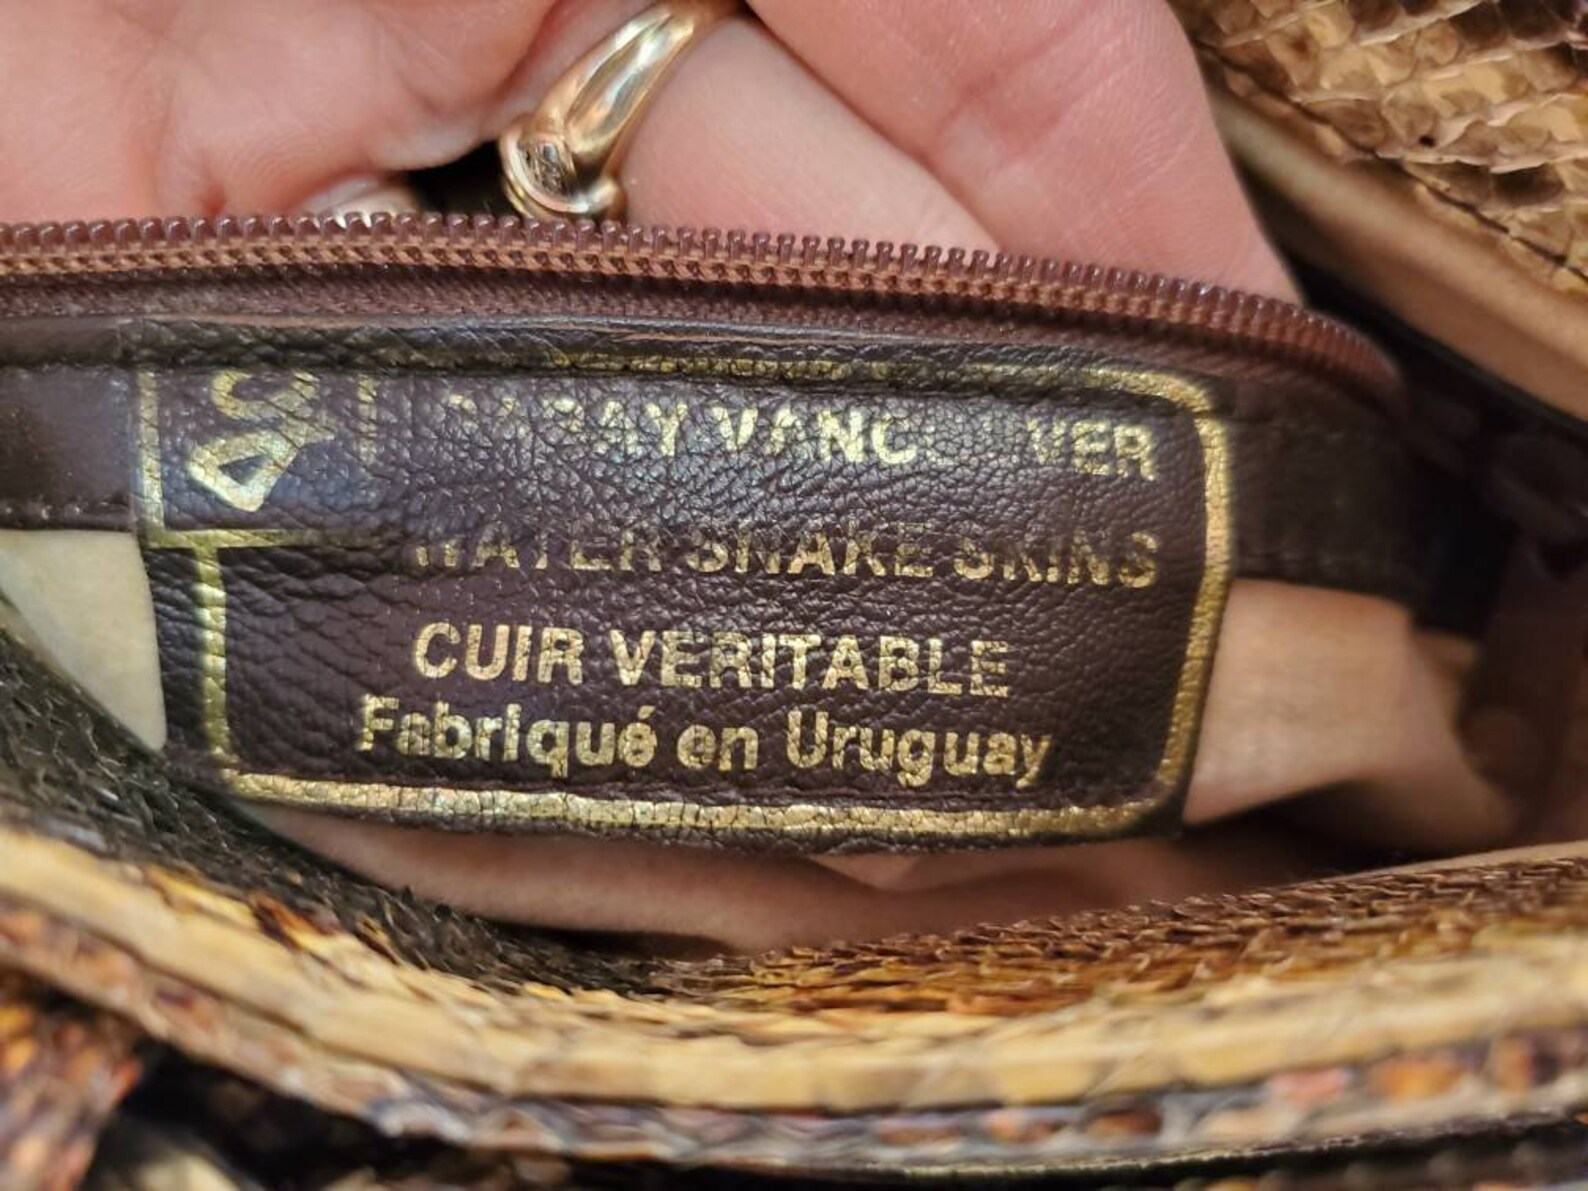 WATER SNAKE SKINS
CUIR VERITABLE
Fabriqué en Uruguay